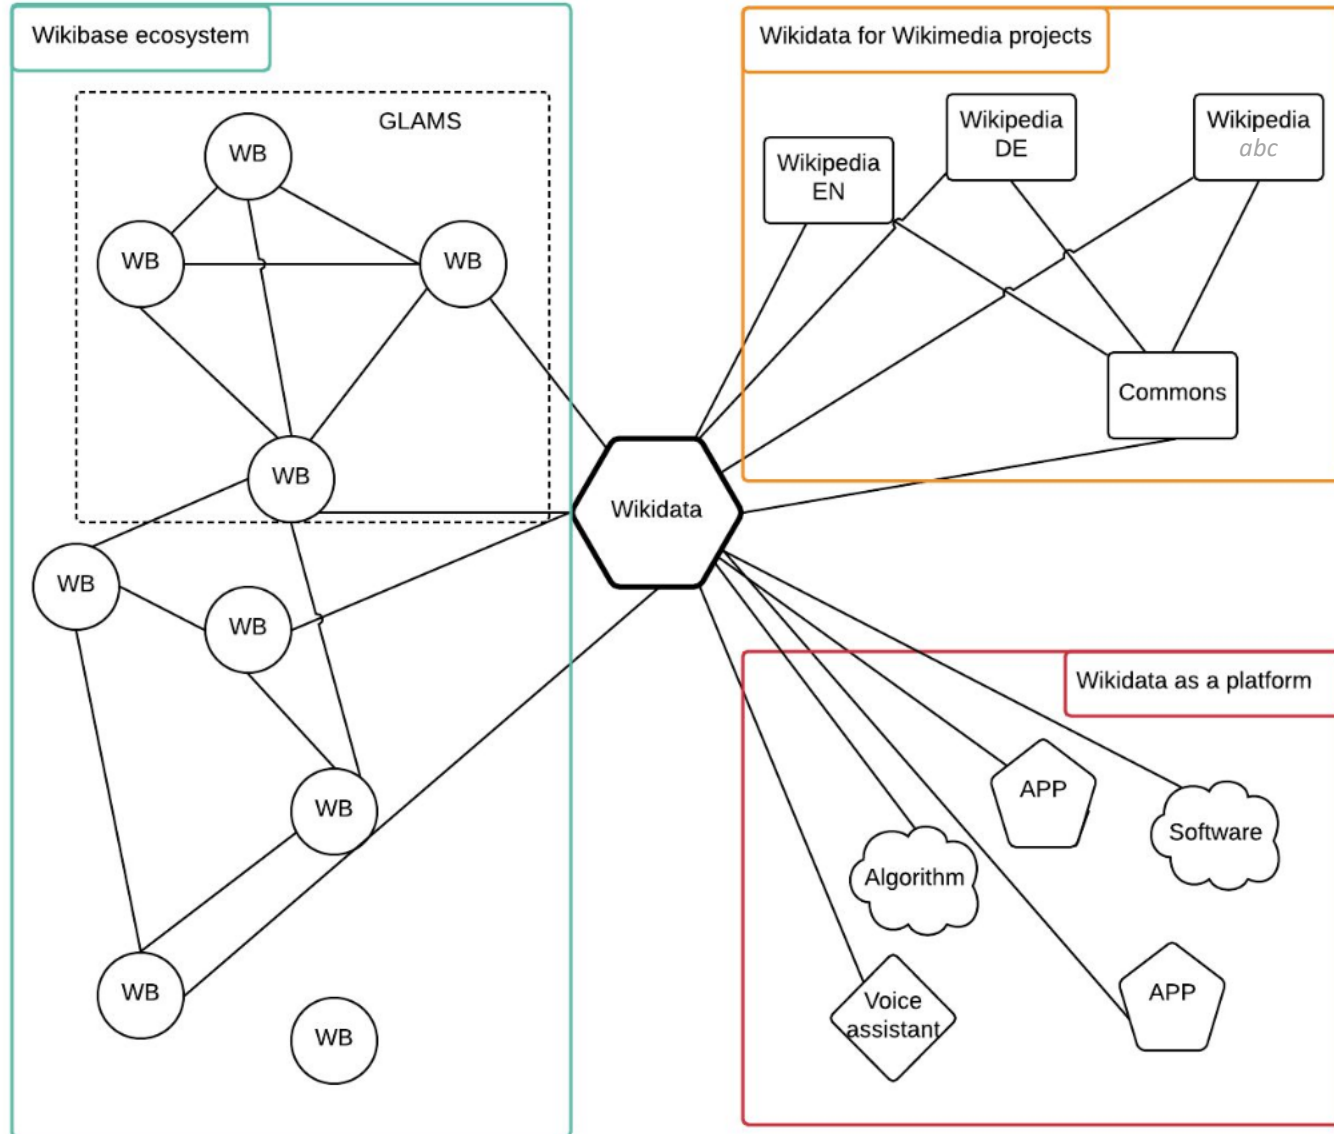 Wikibase ecosystem
GLAMS
WB
WB
WB
WB
WB
WB
WB
WB
WB
Wikidata
Wikidata for Wikimedia projects
Wikipedia
EN
Wikipedia
DE
Wikipedia
abc
Commons
Wikidata as a platform
APP
Software
Algorithm
Voice
assistant
APP